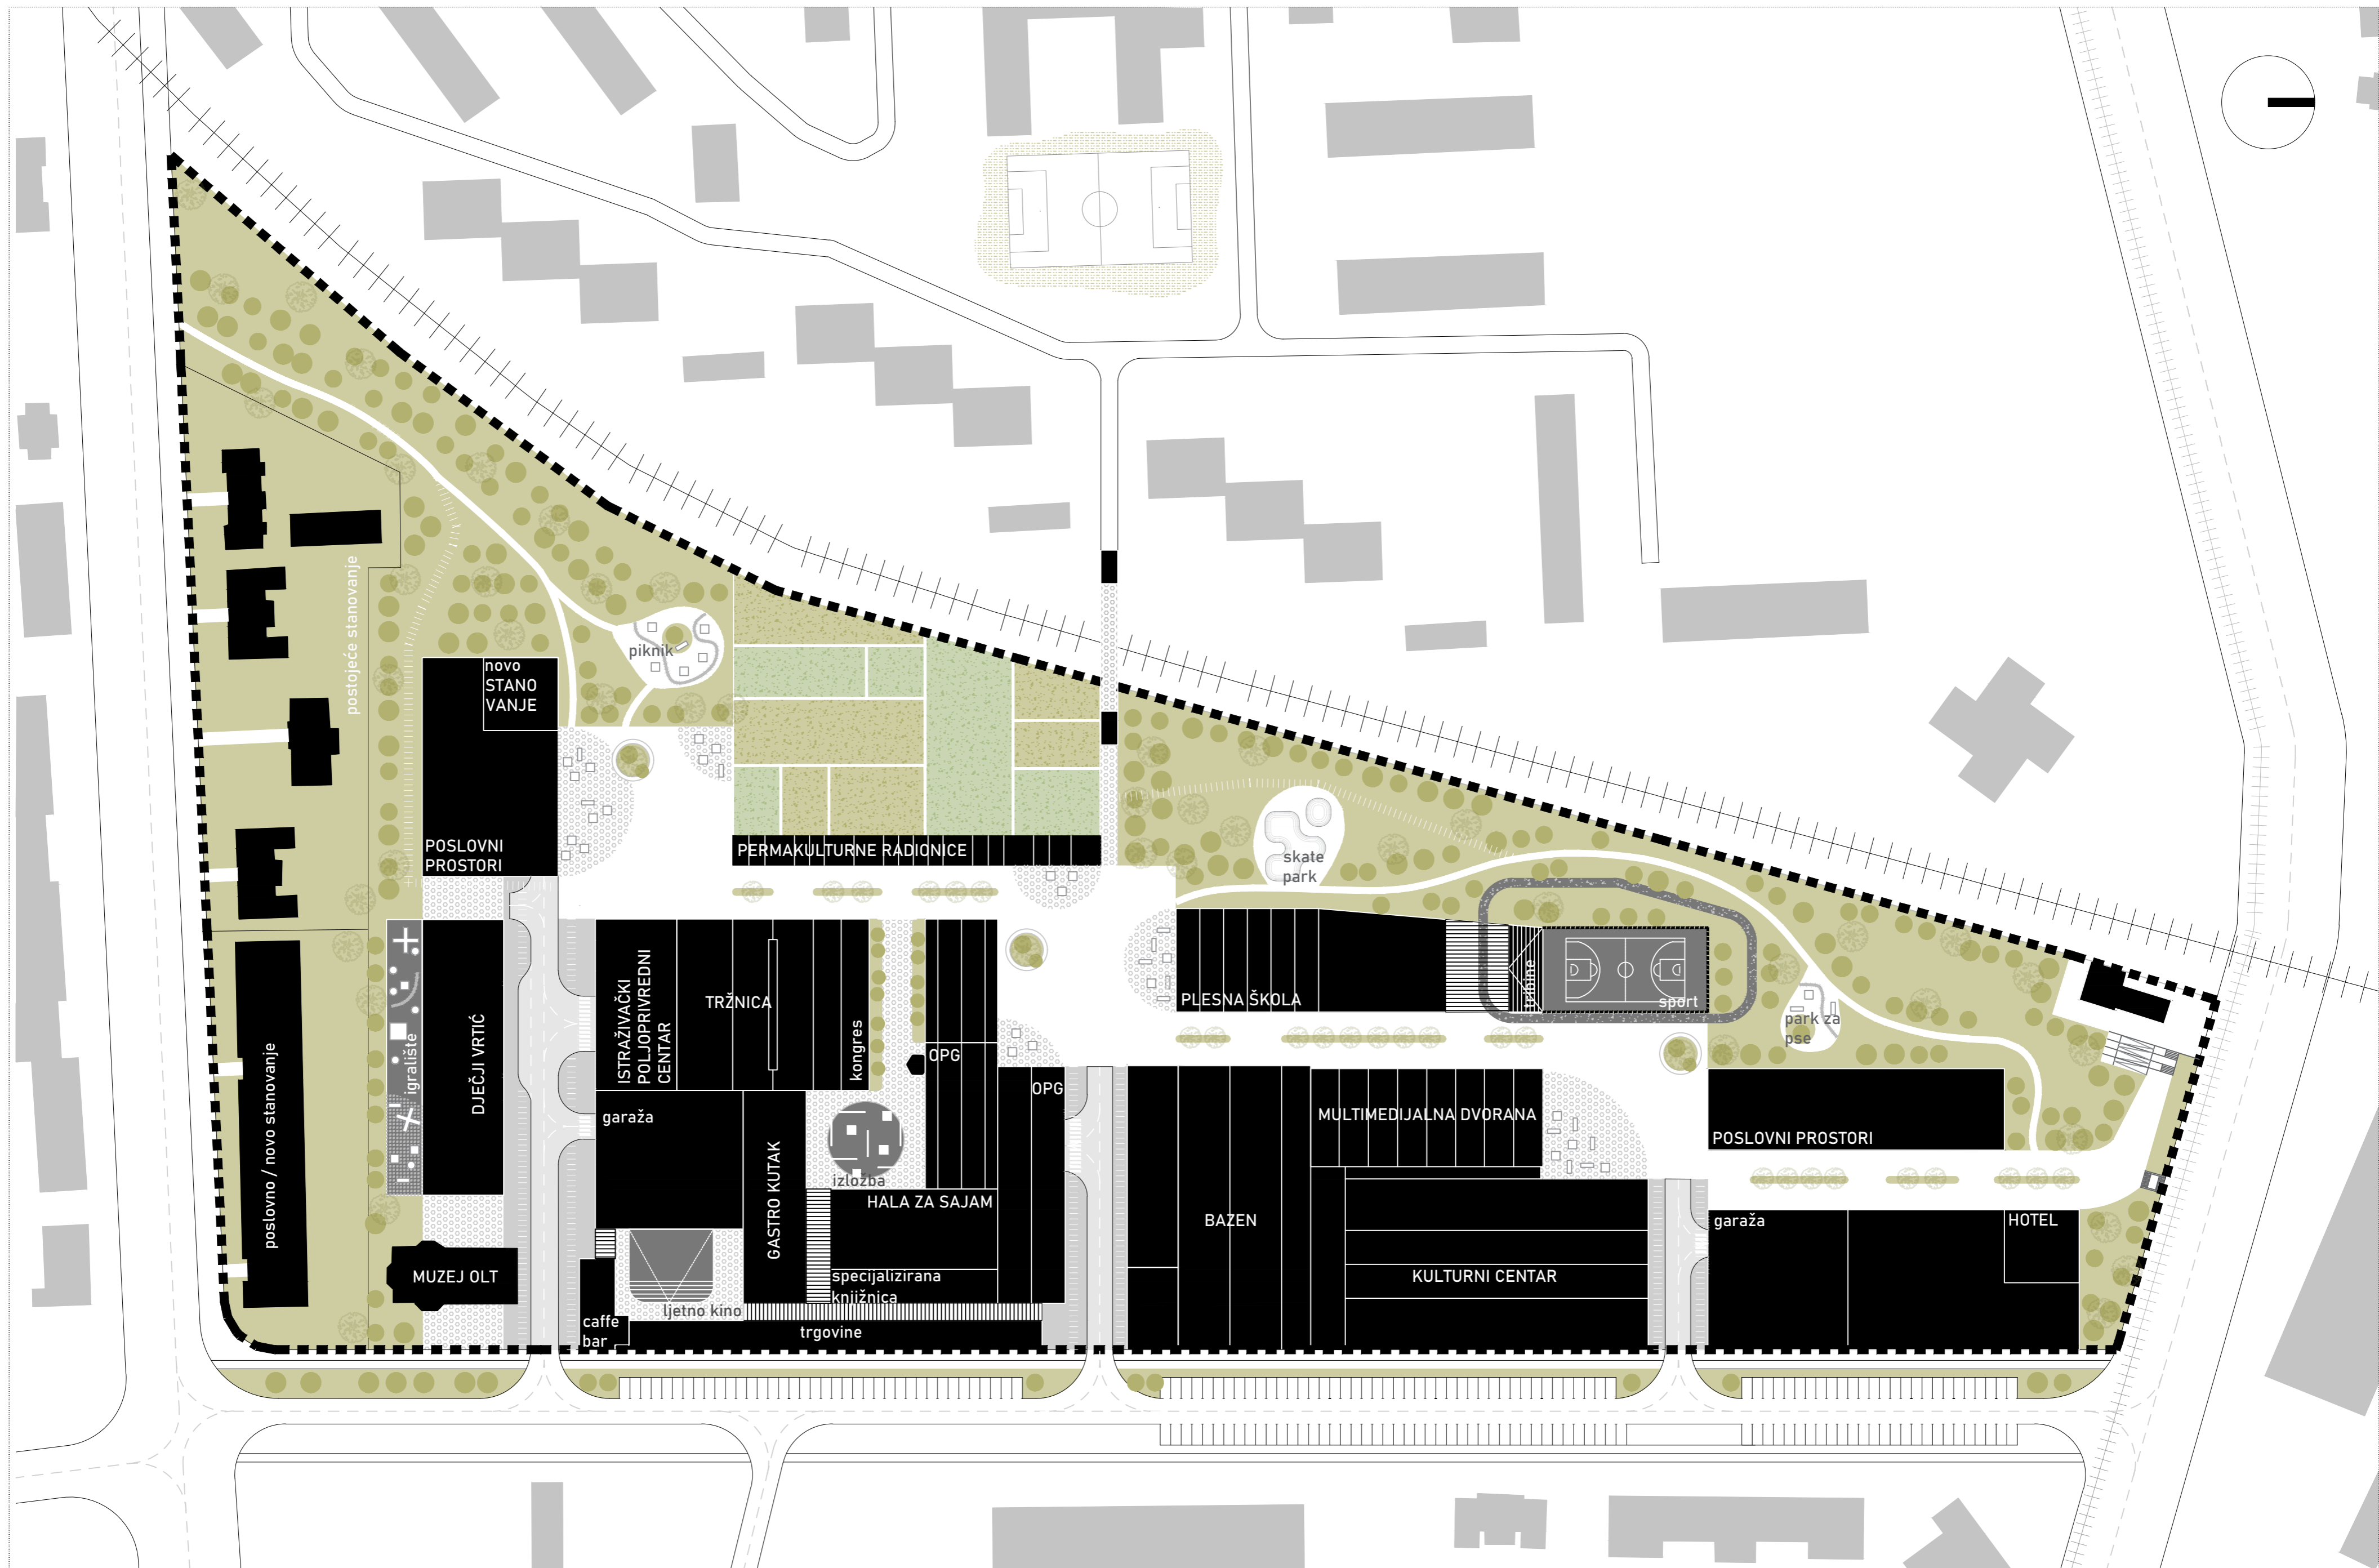 postojeće stanovanje
piknik
novo
STANO
VANJE
POSLOVNI
PROSTORI
PERMAKULTURNE RADIONICE
skate
park
igralište
DJEČJI VRTIĆ
poslovno / novo stanovanje
MUZEJ OLT
ISTRAŽIVAČKI
POLJOPRIVREDNI
CENTAR
TRŽNICA
kongres
OPG
OPG
garaža
GASTRO KUTAK
izložba
HALA ZA SAJAM
specijalizirana
knjižnica
ljetno kino
caffe
bar
trgovine
PLESNA ŠKOLA
tribine
sport
park za
pse
MULTIMEDIJALNA DVORANA
BAZEN
KULTURNI CENTAR
POSLOVNI PROSTORI
garaža
HOTEL